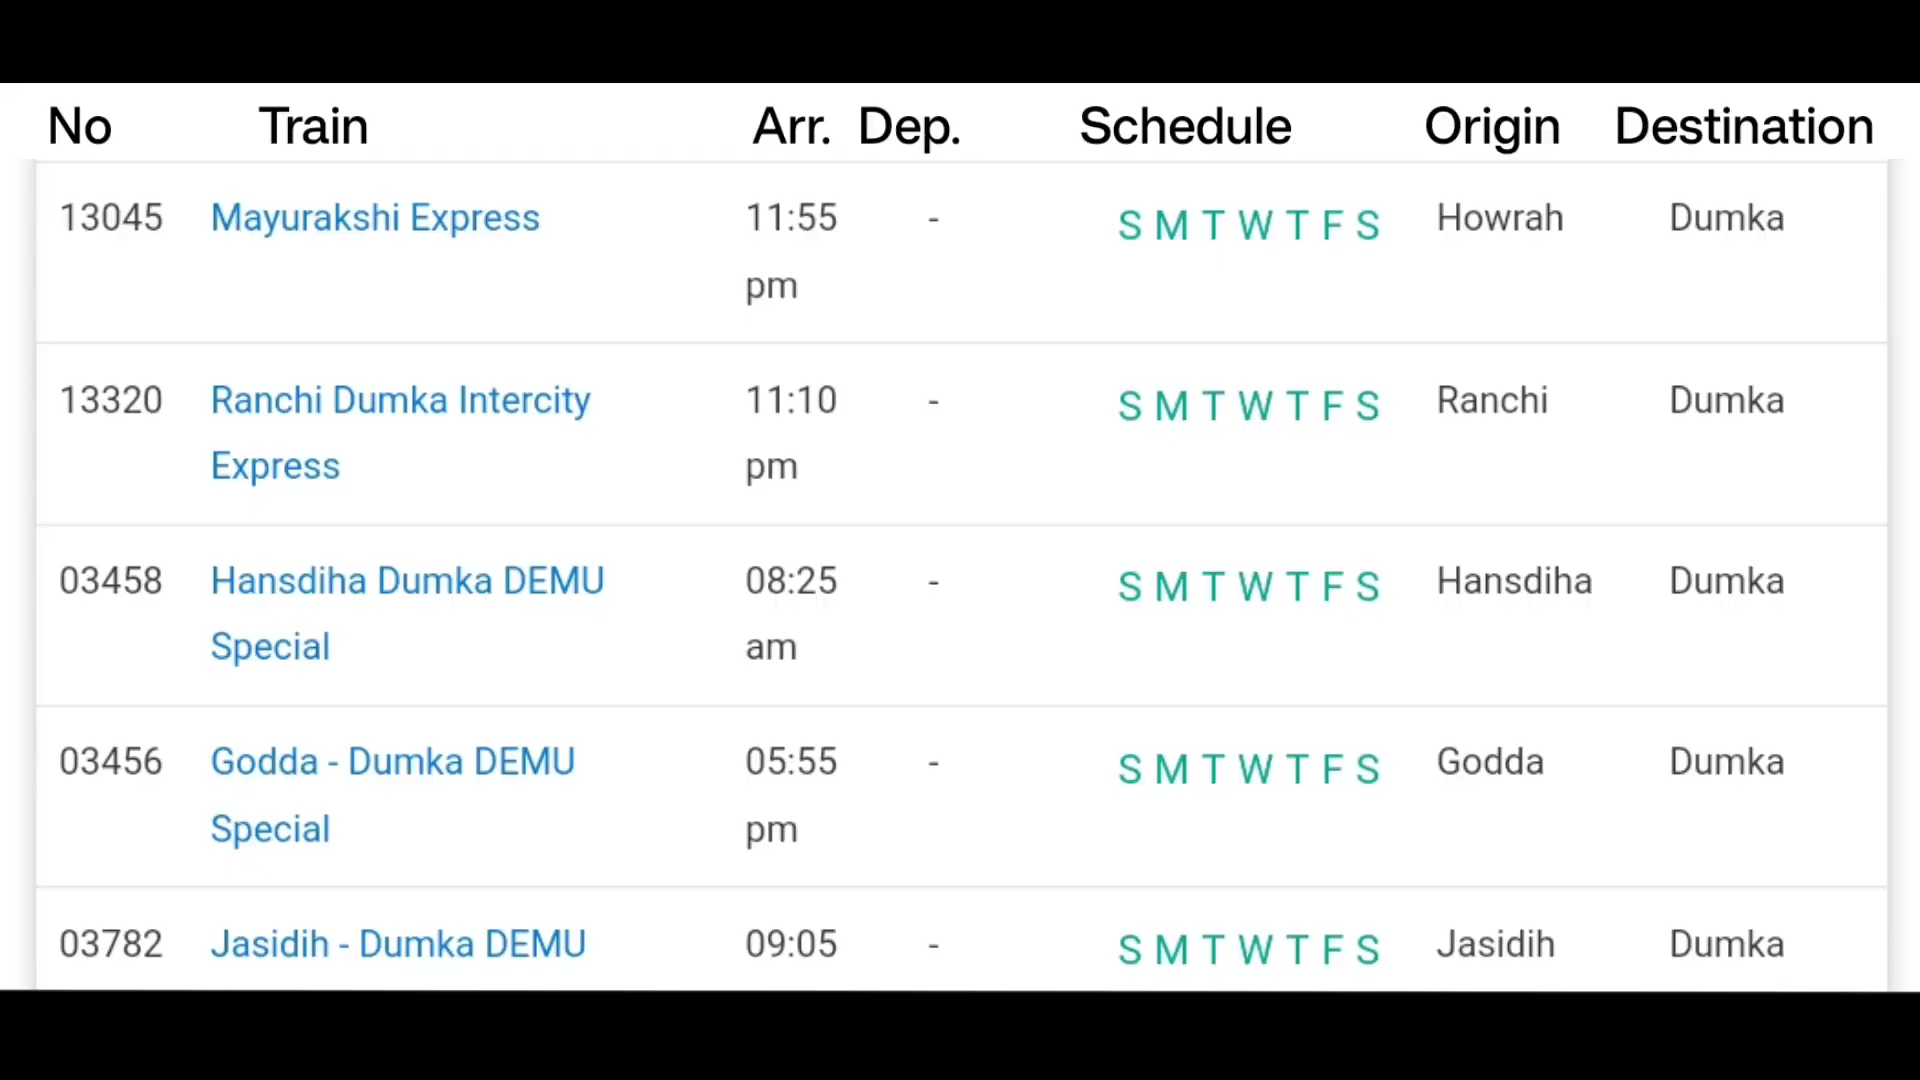 No Train Arr. Dep. Schedule Origin Destination
13045 Mayurakshi Express 11:55 - S M T W T F S Howrah Dumka
pm
13320 Ranchi Dumka Intercity 11:10 - S M T W T F S Ranchi Dumka
Express pm
03458 Hansdiha Dumka DEMU 08:25 - S M T W T F S Hansdiha Dumka
Special am
03456 Godda - Dumka DEMU 05:55 - S M T W T F S Godda Dumka
Special pm
03782 Jasidih - Dumka DEMU 09:05 - S M T W T F S Jasidih Dumka